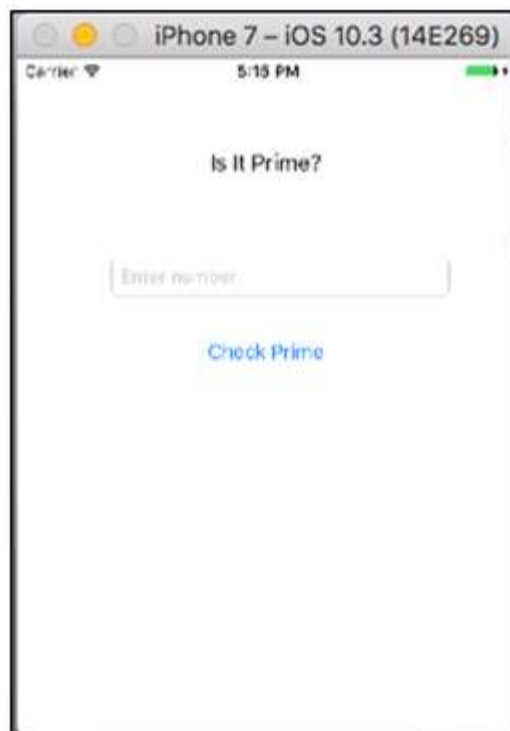 iPhone 7 – iOS 10.3 (14E269)
Carrier 5:15 PM
Is It Prime?
Enter number
Check Prime